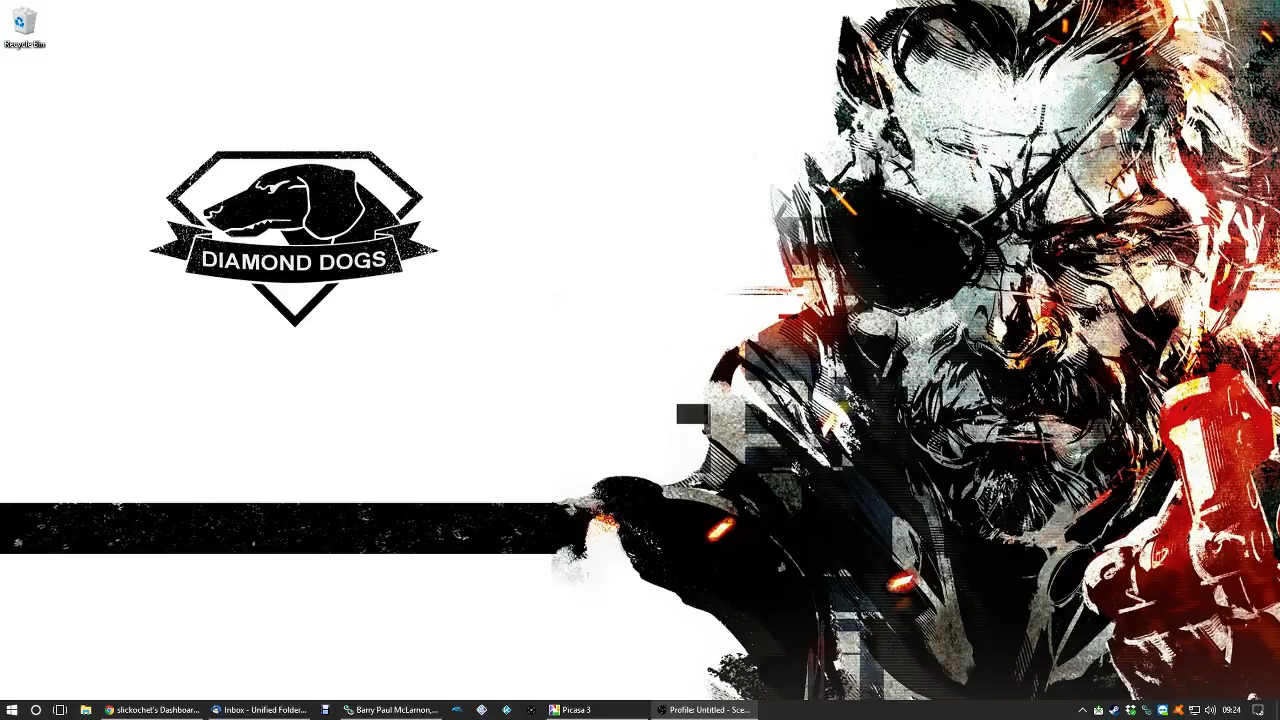 Recycle Bin
DIAMOND DOGS
slickochet's Dashboar...
Inbox - Unified Folder...
Barry Paul McLarnon,...
Picasa 3
Profile: Untitled - Sce...
09:24